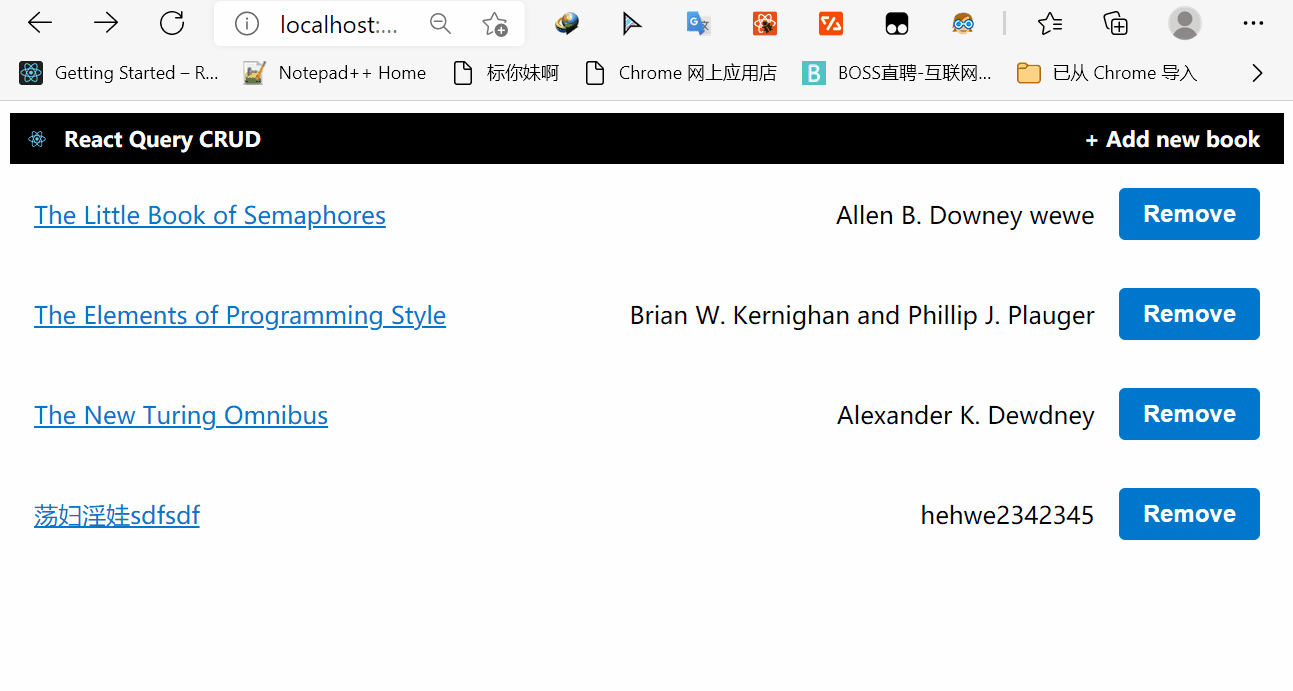 localhost:...
Getting Started – R... Notepad++ Home 标你妹啊 Chrome 网上应用店 BOSS直聘-互联网... 已从 Chrome 导入
React Query CRUD + Add new book
The Little Book of Semaphores Allen B. Downey wewe Remove
The Elements of Programming Style Brian W. Kernighan and Phillip J. Plauger Remove
The New Turing Omnibus Alexander K. Dewdney Remove
荡妇淫娃sdfsdf hehwe2342345 Remove